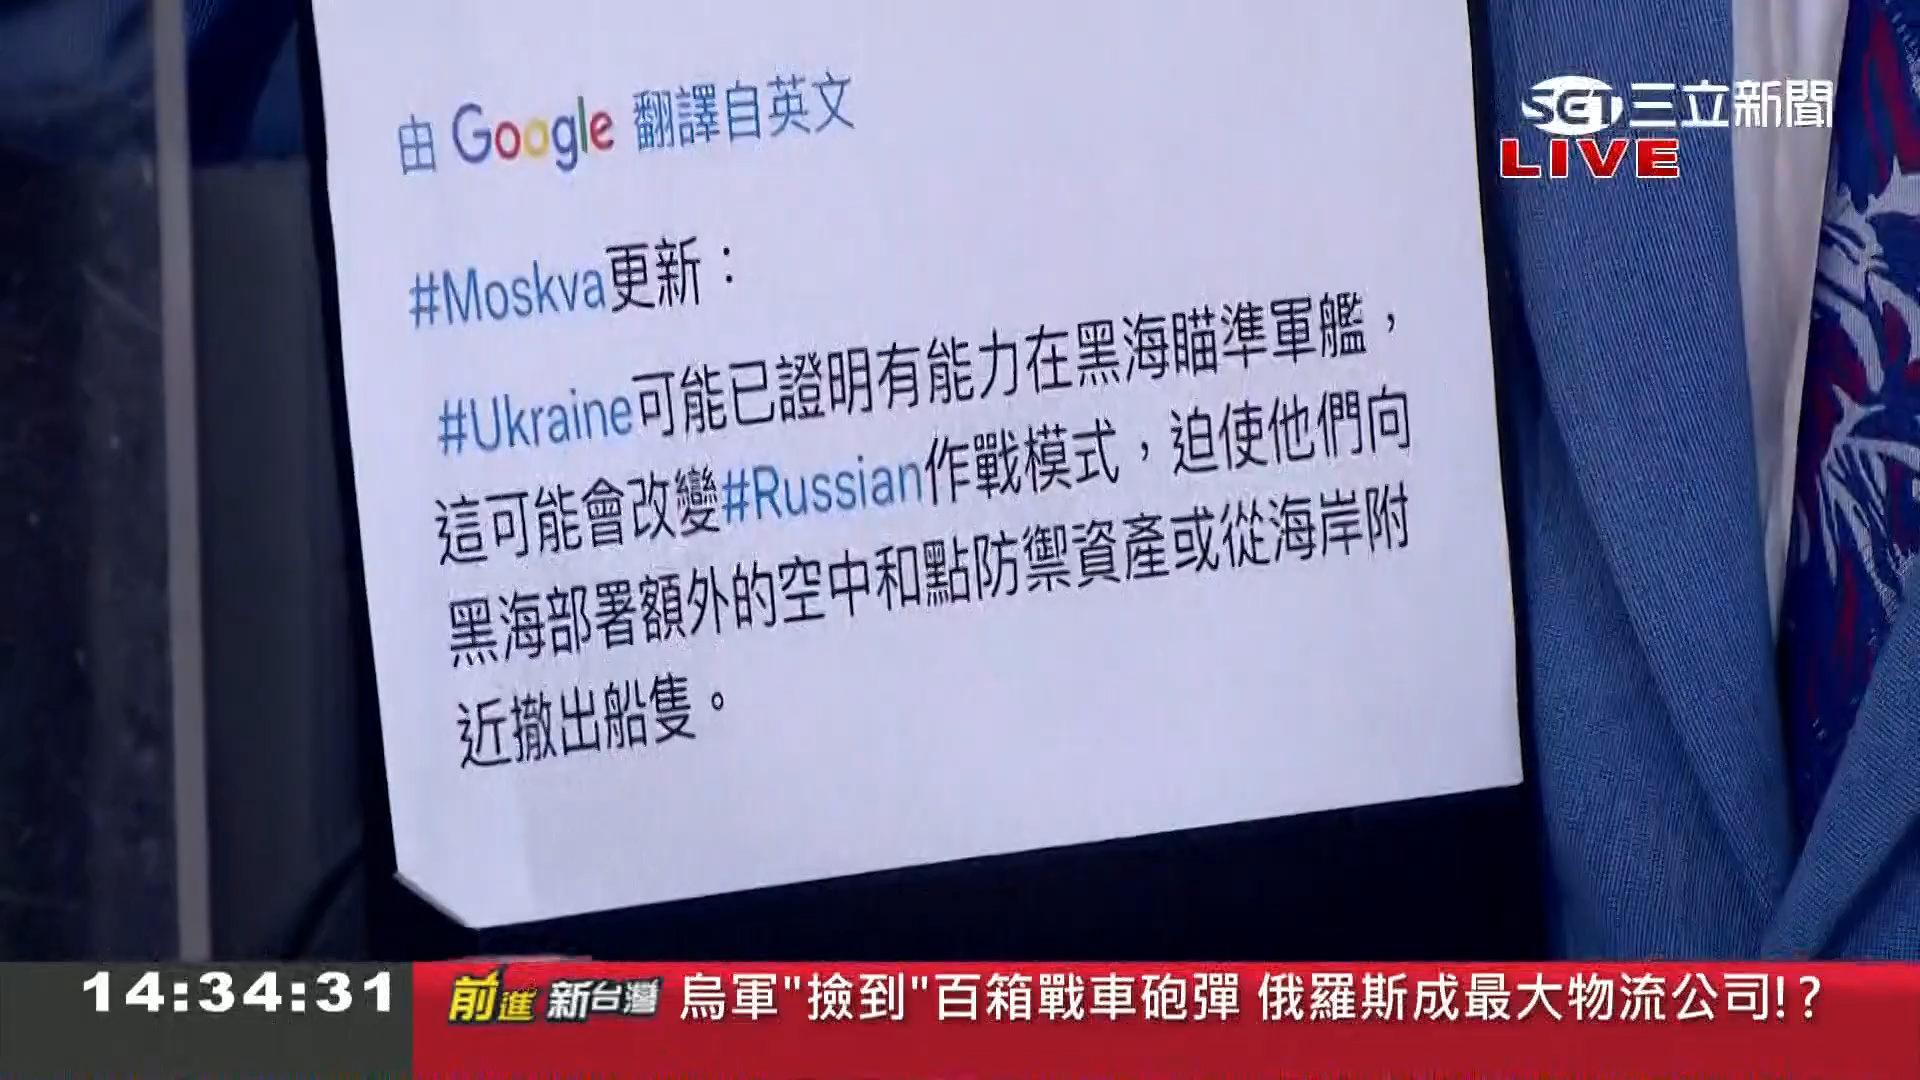 由 Google 翻譯自英文
SET 三立新聞
LIVE
#Moskva更新：
#Ukraine可能已證明有能力在黑海瞄準軍艦，
這可能會改變#Russian作戰模式，迫使他們向
黑海部署額外的空中和點防禦資產或從海岸附
近撤出船隻。
14:34:31
前進新台灣 烏軍"撿到"百箱戰車砲彈 俄羅斯成最大物流公司!?